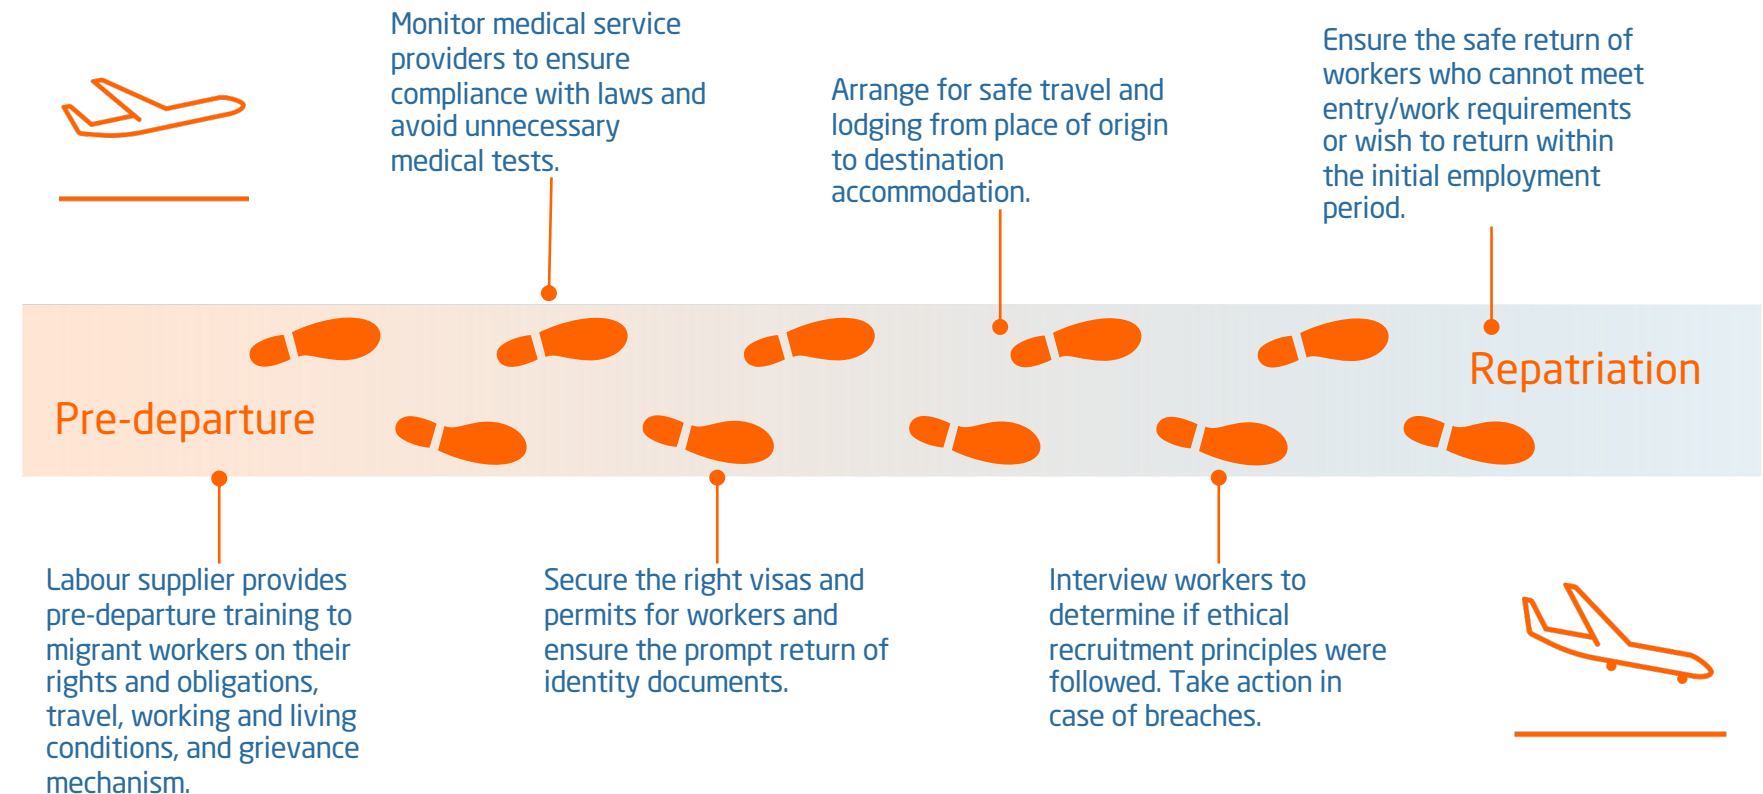 Monitor medical service
providers to ensure
compliance with laws and
avoid unnecessary
medical tests.
Arrange for safe travel and
lodging from place of origin
to destination
accommodation.
Ensure the safe return of
workers who cannot meet
entry/work requirements
or wish to return within
the initial employment
period.
Pre-departure
Repatriation
Labour supplier provides
pre-departure training to
migrant workers on their
rights and obligations,
travel, working and living
conditions, and grievance
mechanism.
Secure the right visas and
permits for workers and
ensure the prompt return of
identity documents.
Interview workers to
determine if ethical
recruitment principles were
followed. Take action in
case of breaches.